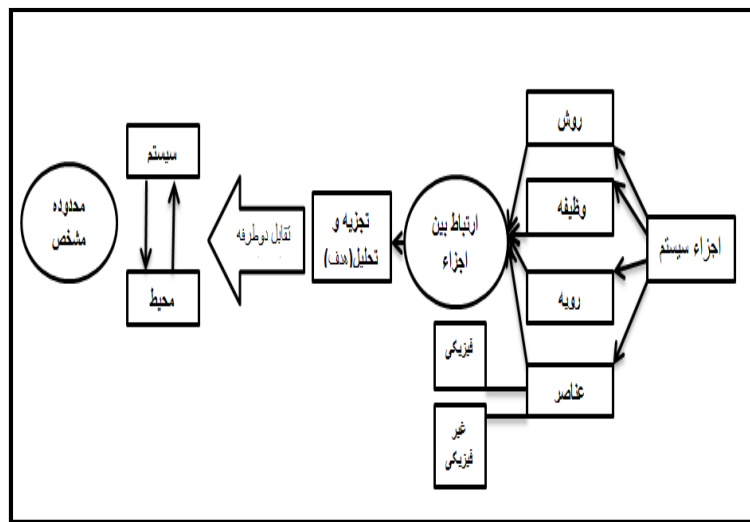 اجزاء سیستم
روش
وظیفه
رویه
عناصر
فیزیکی
غیر
فیزیکی
ارتباط بین
اجزاء
تجزیه و
تحلیل(هدف)
تقابل دوطرفه
سیستم
محیط
محدوده
مشخص